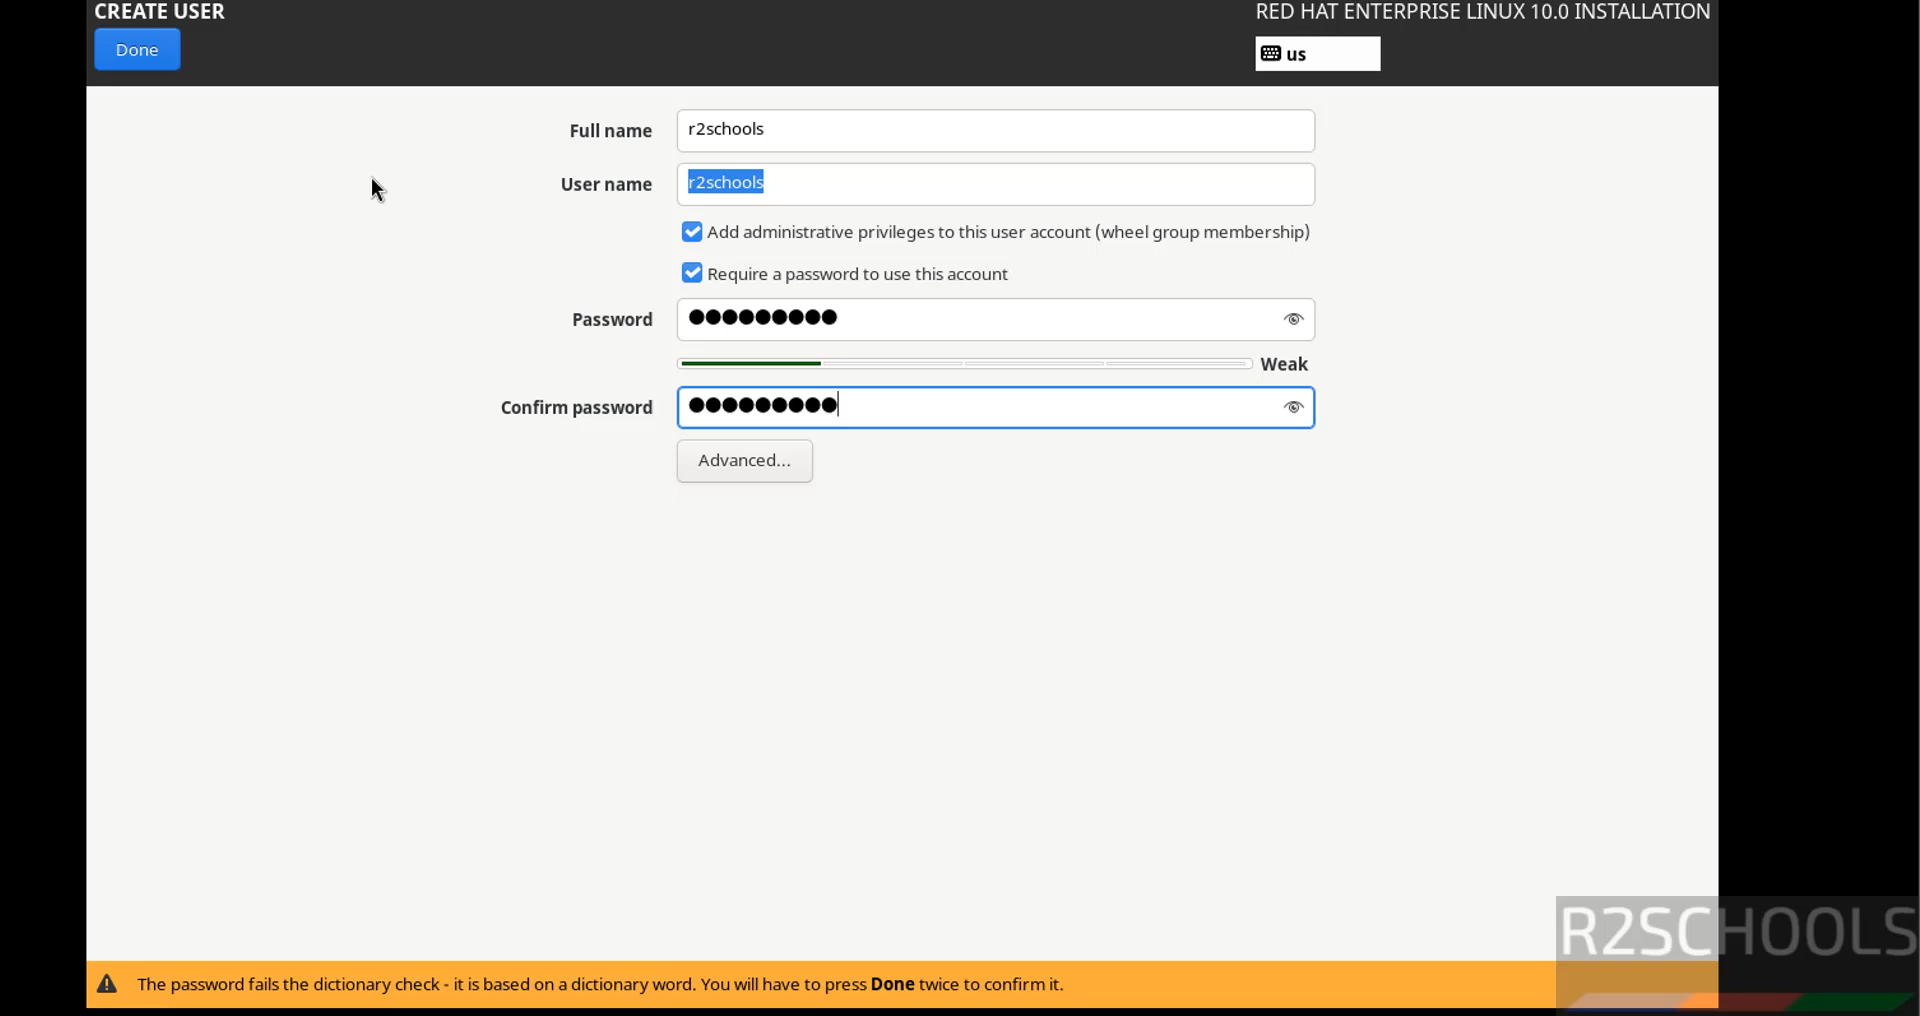 CREATE USER
RED HAT ENTERPRISE LINUX 10.0 INSTALLATION
Done
us
Full name
r2schools
User name
r2schools
Add administrative privileges to this user account (wheel group membership)
Require a password to use this account
Password
●●●●●●●●●
Weak
Confirm password
●●●●●●●●●
Advanced...
R2SCHOOLS
The password fails the dictionary check - it is based on a dictionary word. You will have to press Done twice to confirm it.